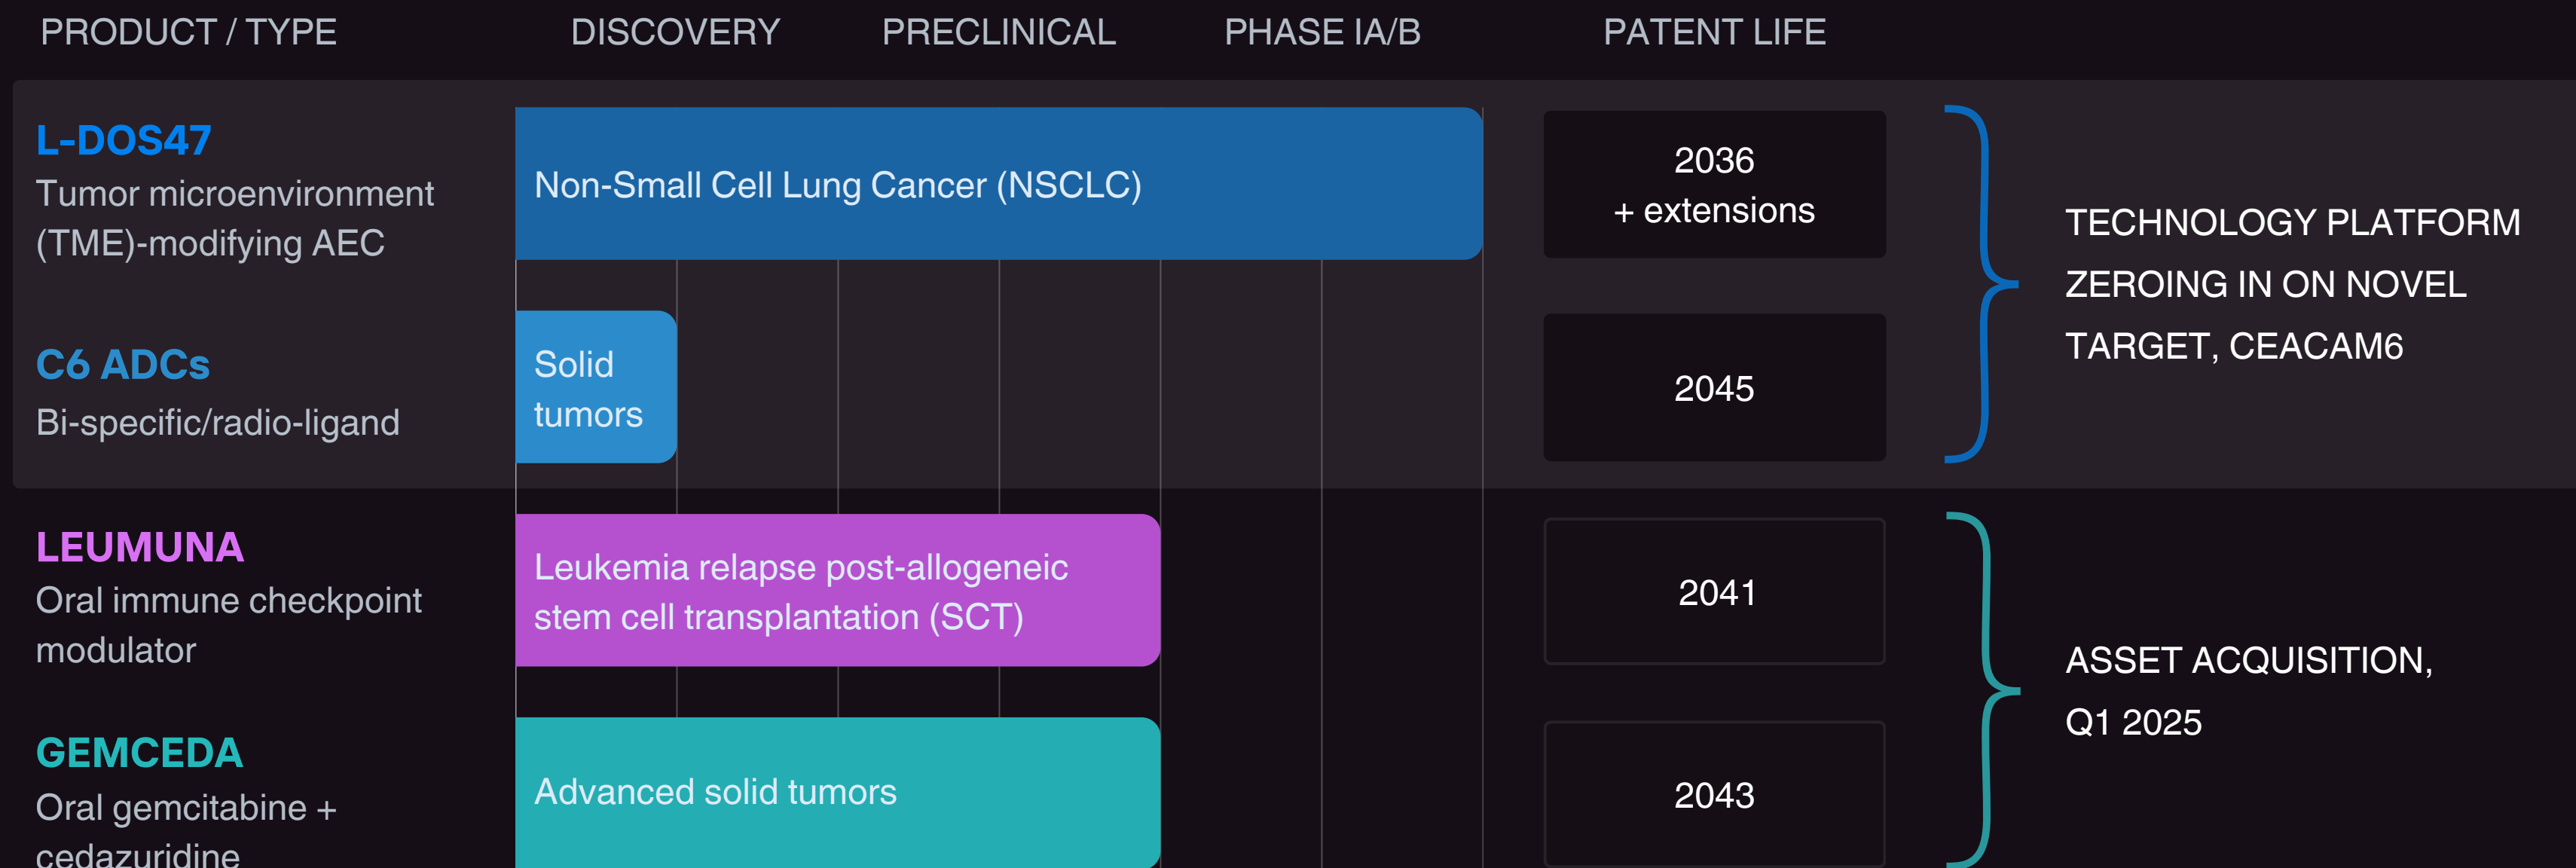 PRODUCT / TYPE DISCOVERY PRECLINICAL PHASE IA/B PATENT LIFE
L-DOS47
Tumor microenvironment
(TME)-modifying AEC
Non-Small Cell Lung Cancer (NSCLC)
2036
+ extensions
C6 ADCs
Bi-specific/radio-ligand
Solid
tumors
2045
TECHNOLOGY PLATFORM
ZEROING IN ON NOVEL
TARGET, CEACAM6
LEUMUNA
Oral immune checkpoint
modulator
Leukemia relapse post-allogeneic
stem cell transplantation (SCT)
2041
GEMCEDA
Oral gemcitabine +
cedazuridine
Advanced solid tumors
2043
ASSET ACQUISITION,
Q1 2025